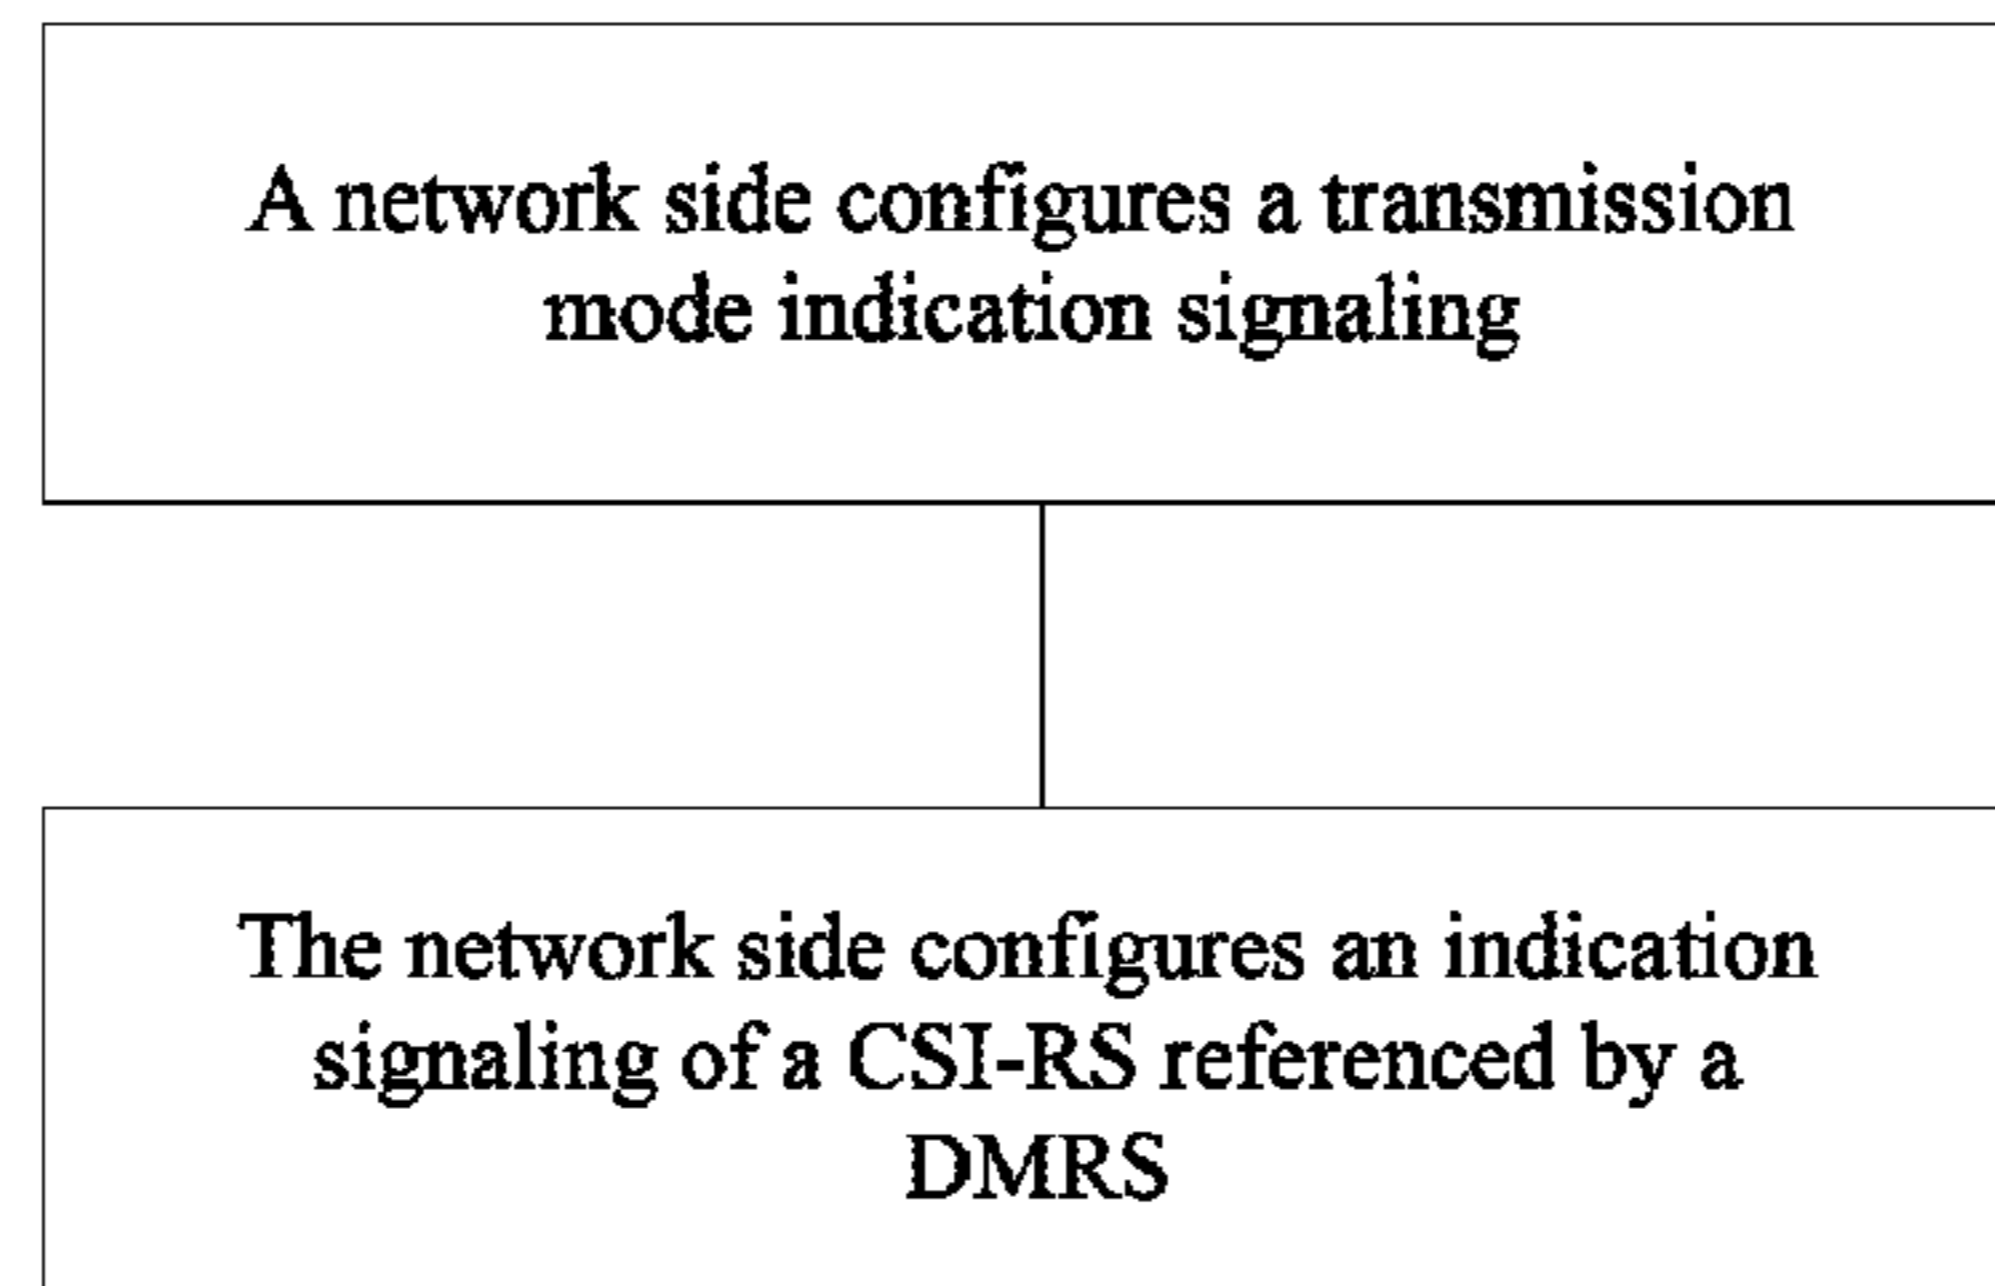 A network side configures a transmission
mode indication signaling
The network side configures an indication
signaling of a CSI-RS referenced by a
DMRS